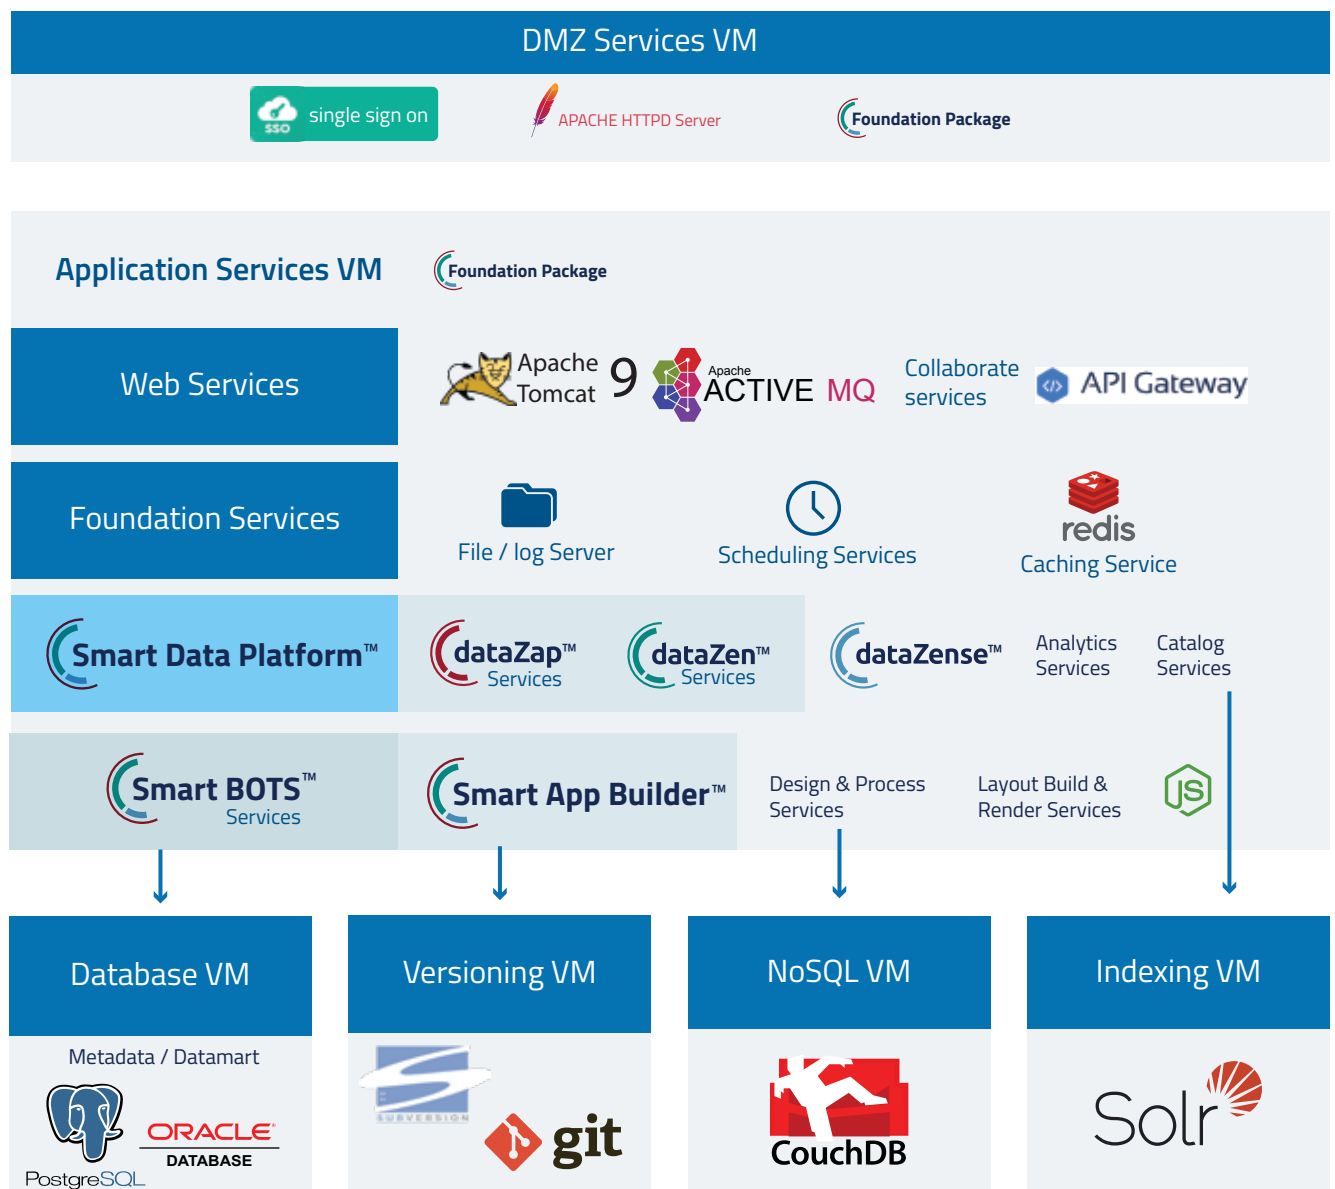 DMZ Services VM
SSO
single sign on
APACHE HTTPD Server
Foundation Package
Application Services VM
Foundation Package
Web Services
Apache
Tomcat 9
Apache
ACTIVE MQ
Collaborate
services
</>
API Gateway
Foundation Services
File / log Server
Scheduling Services
redis
Caching Service
Smart Data Platform™
dataZap™
Services
dataZen™
Services
dataZense™
Analytics
Services
Catalog
Services
Smart BOTS™
Services
Smart App Builder™
Design & Process
Services
Layout Build &
Render Services
JS
Database VM
Versioning VM
NoSQL VM
Indexing VM
Metadata / Datamart
PostgreSQL
ORACLE®
DATABASE
SUBVERSION
git
CouchDB
Solr